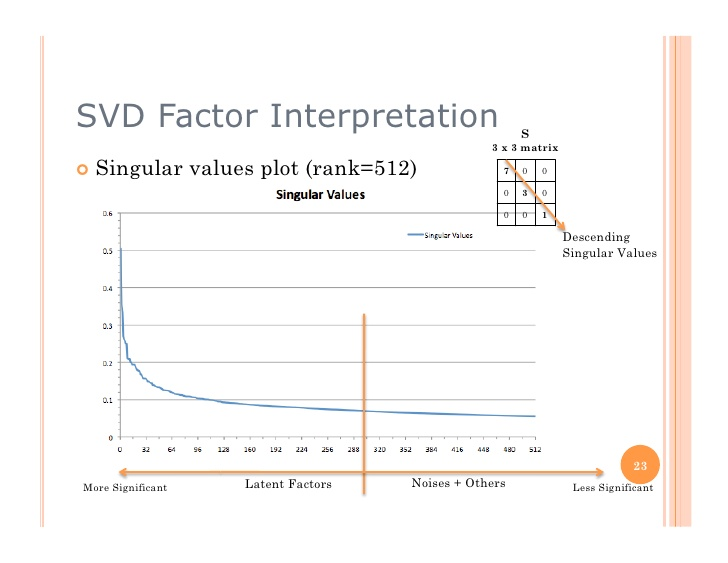 SVD Factor Interpretation
S
3 x 3 matrix
Singular values plot (rank=512)
7 0 0
0 3 0
0 0 1
Descending
Singular Values
Singular Values
Singular Values
0.6
0.5
0.4
0.3
0.2
0.1
0
0 32 64 96 128 160 192 224 256 288 320 352 384 416 448 480 512
23
More Significant Latent Factors Noises + Others Less Significant